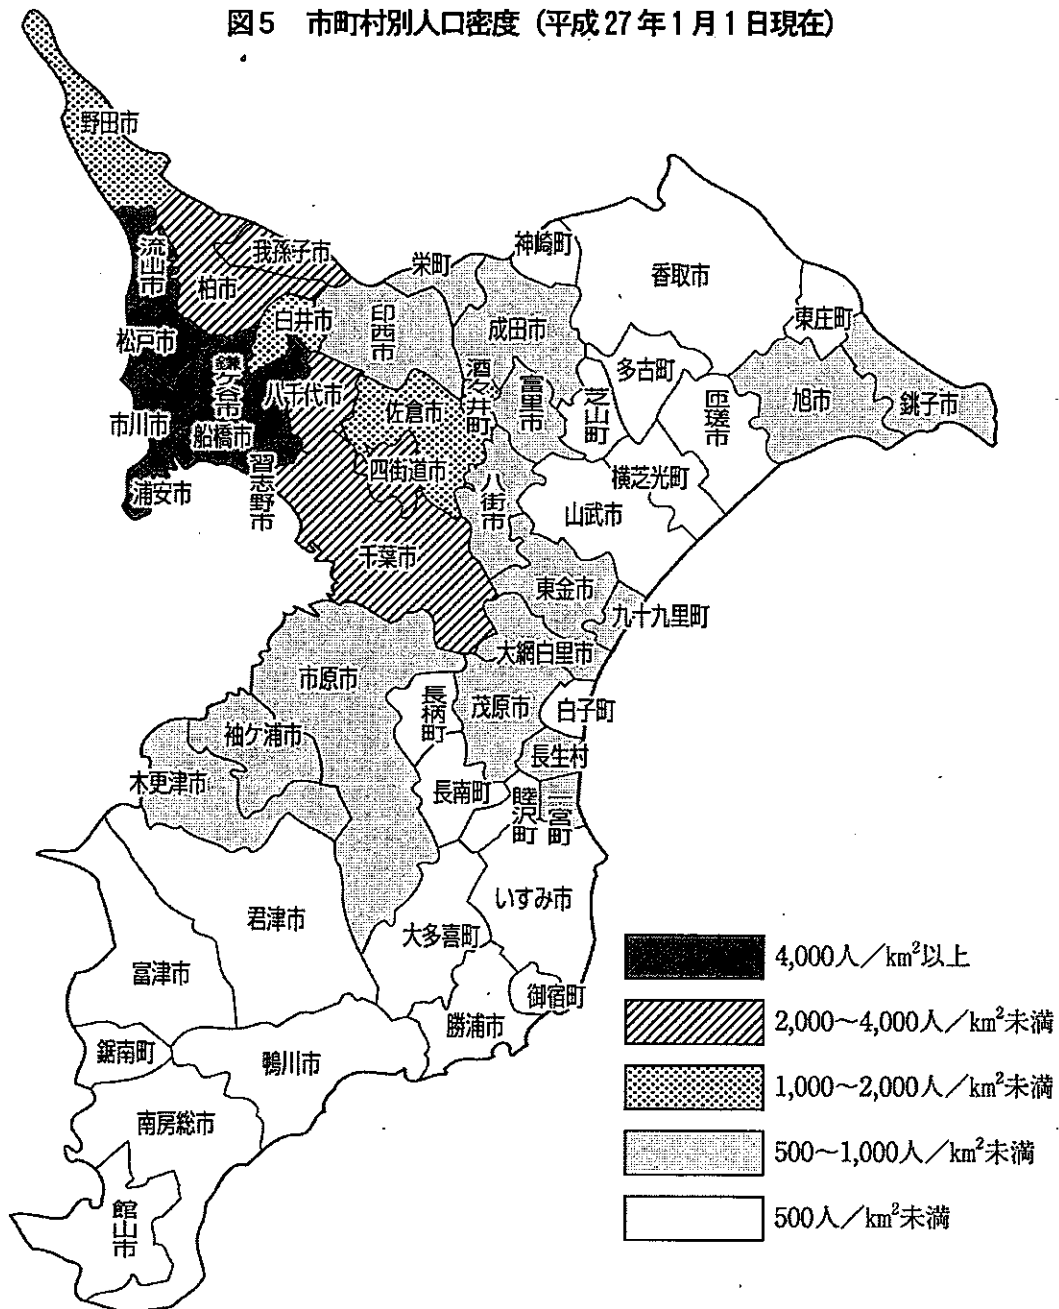 図5 市町村別人口密度（平成27年1月1日現在）
野田市
流山市
柏市
我孫子市
松戸市
鎌ケ谷市
白井市
印西市
栄町
神崎町
香取市
東庄町
成田市
酒々井町
富里市
芝山町
多古町
匝瑳市
旭市
銚子市
市川市
船橋市
八千代市
佐倉市
四街道市
浦安市
習志野市
八街市
横芝光町
山武市
千葉市
東金市
九十九里町
大網白里市
市原市
長柄町
茂原市
白子町
袖ケ浦市
長生村
木更津市
長南町
睦沢町
一宮町
いすみ市
君津市
大多喜町
富津市
御宿町
勝浦市
鋸南町
鴨川市
南房総市
館山市
4,000人／km²以上
2,000～4,000人／km²未満
1,000～2,000人／km²未満
500～1,000人／km²未満
500人／km²未満